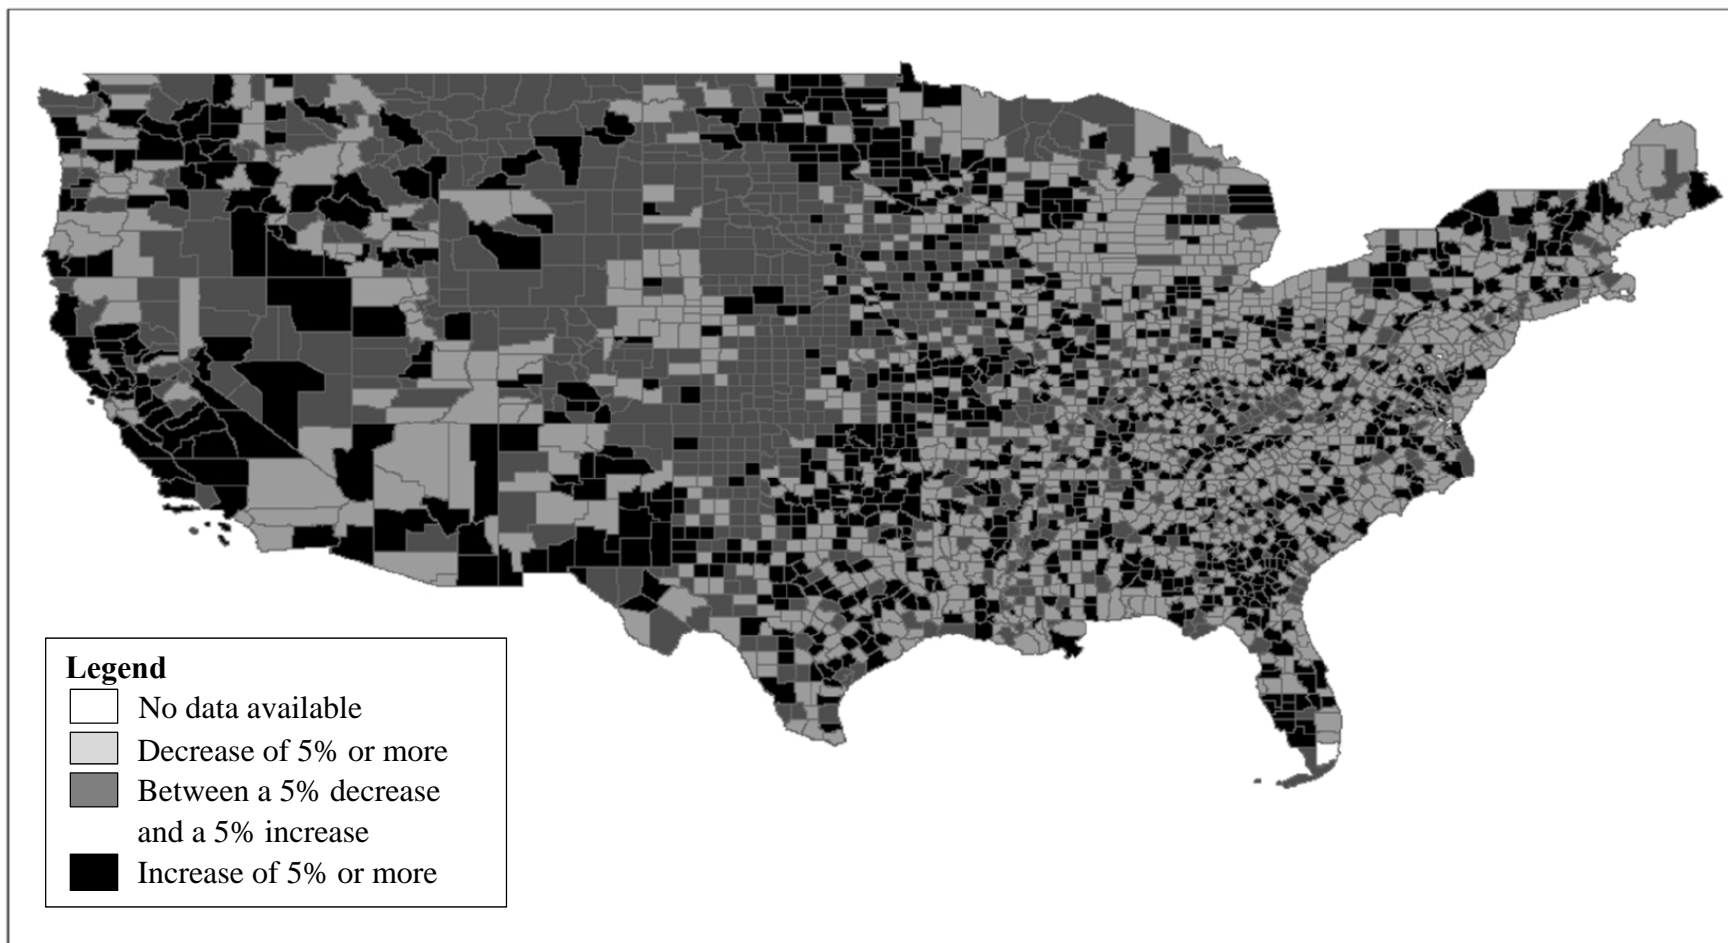 Legend
No data available
Decrease of 5% or more
Between a 5% decrease
and a 5% increase
Increase of 5% or more